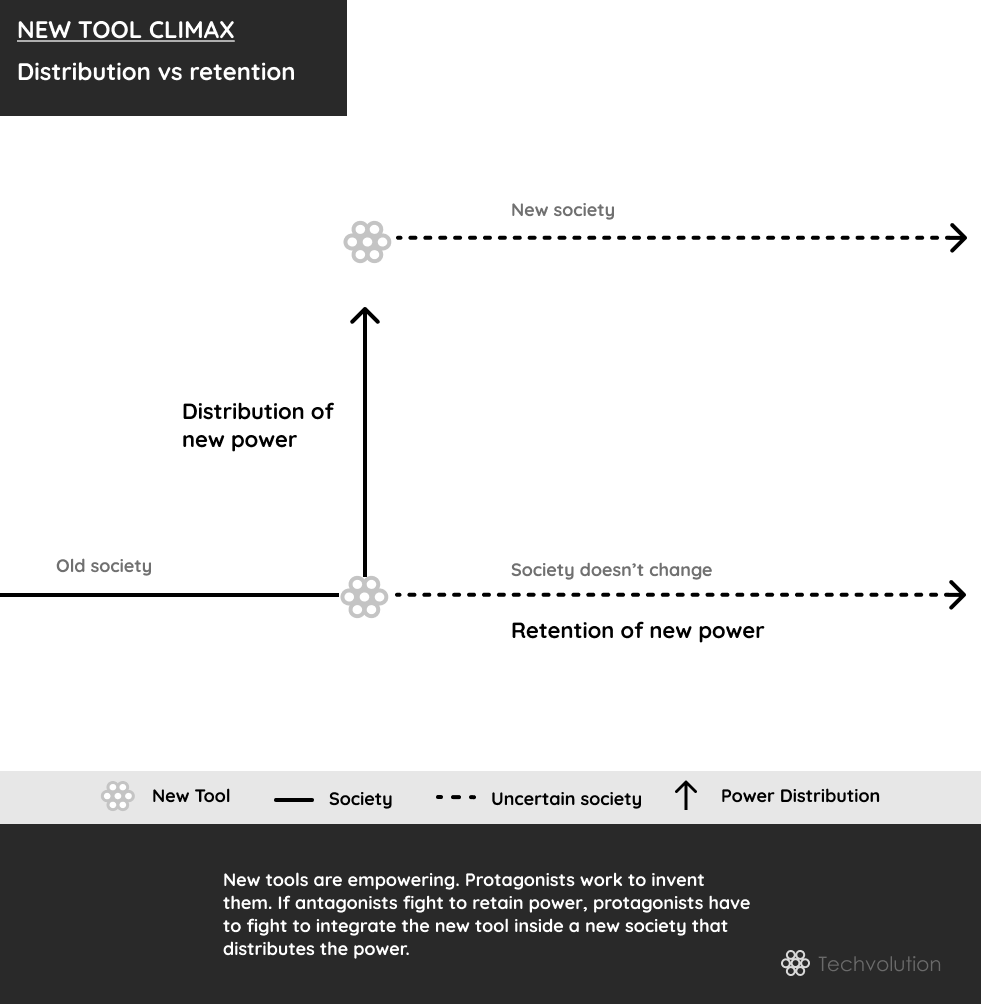 NEW TOOL CLIMAX
Distribution vs retention
New society
Distribution of
new power
Old society
Society doesn’t change
Retention of new power
New Tool
Society
Uncertain society
Power Distribution
New tools are empowering. Protagonists work to invent
them. If antagonists fight to retain power, protagonists have
to fight to integrate the new tool inside a new society that
distributes the power.
Techvolution